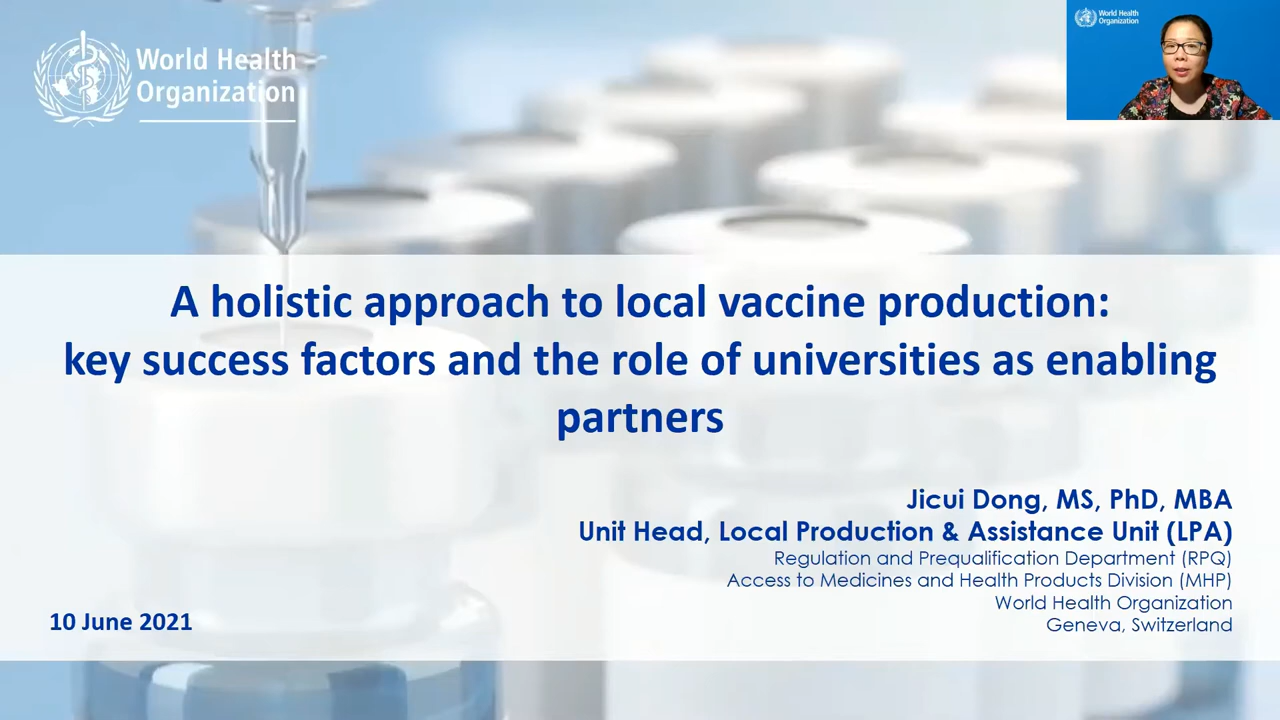 World Health
Organization
World Health
Organization
A holistic approach to local vaccine production:
key success factors and the role of universities as enabling
partners
Jicui Dong, MS, PhD, MBA
Unit Head, Local Production & Assistance Unit (LPA)
Regulation and Prequalification Department (RPQ)
Access to Medicines and Health Products Division (MHP)
World Health Organization
Geneva, Switzerland
10 June 2021